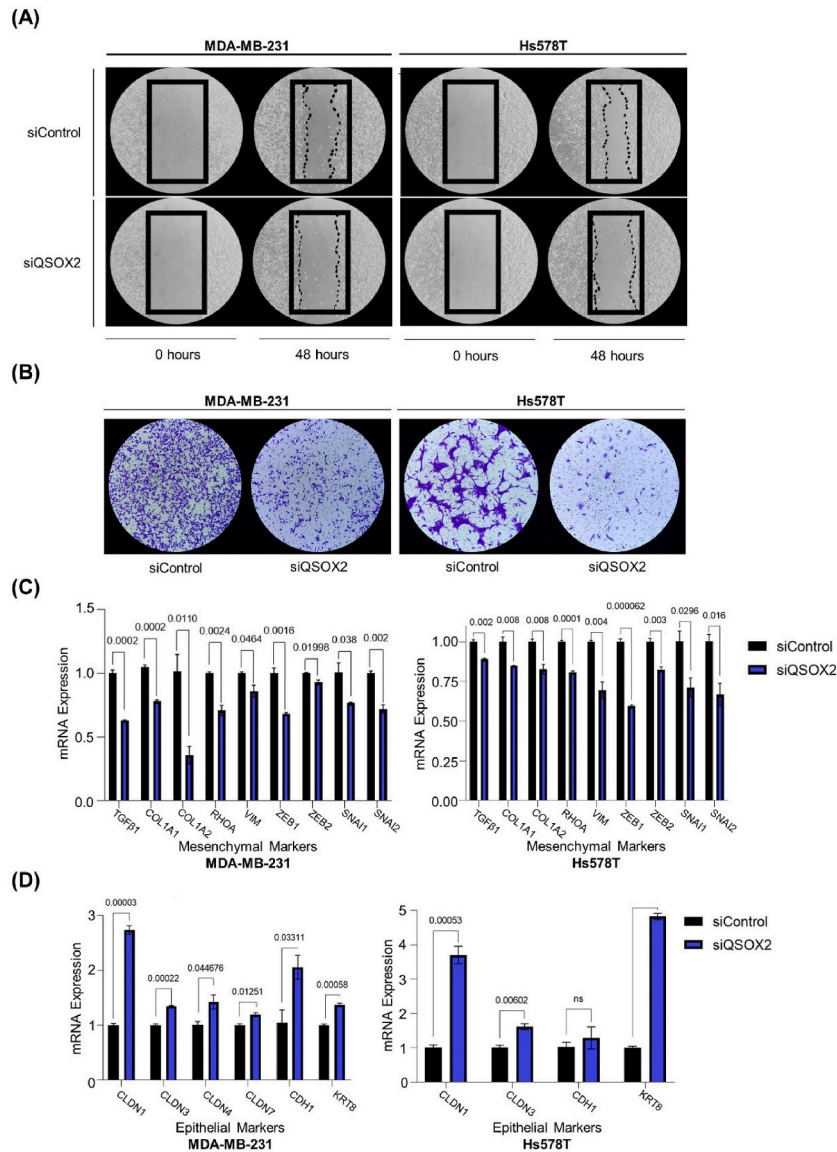 (A)
MDA-MB-231 Hs578T
siControl
siQSOX2
0 hours 48 hours 0 hours 48 hours
(B)
MDA-MB-231 Hs578T
siControl siQSOX2 siControl siQSOX2
(C)
mRNA Expression
1.5
1.0
0.5
0.0
0.0002 0.0002 0.0110 0.0024 0.0464 0.0016 0.01998 0.038 0.002
TGFβ1 COL1A1 COL1A2 RHOA VIM ZEB1 ZEB2 SNAI1 SNAI2
Mesenchymal Markers
MDA-MB-231
mRNA Expression
1.00
0.75
0.50
0.25
0.00
0.002 0.008 0.008 0.0001 0.004 0.000062 0.003 0.0296 0.016
TGFβ1 COL1A1 COL1A2 RHOA VIM ZEB1 ZEB2 SNAI1 SNAI2
Mesenchymal Markers
Hs578T
siControl
siQSOX2
(D)
mRNA Expression
3
2
1
0
0.00003 0.00022 0.044676 0.01251 0.03311 0.00058
CLDN1 CLDN3 CLDN4 CLDN7 CDH1 KRT8
Epithelial Markers
MDA-MB-231
mRNA Expression
5
4
3
2
1
0
0.00053 0.00602 ns
CLDN1 CLDN3 CDH1 KRT8
Epithelial Markers
Hs578T
siControl
siQSOX2